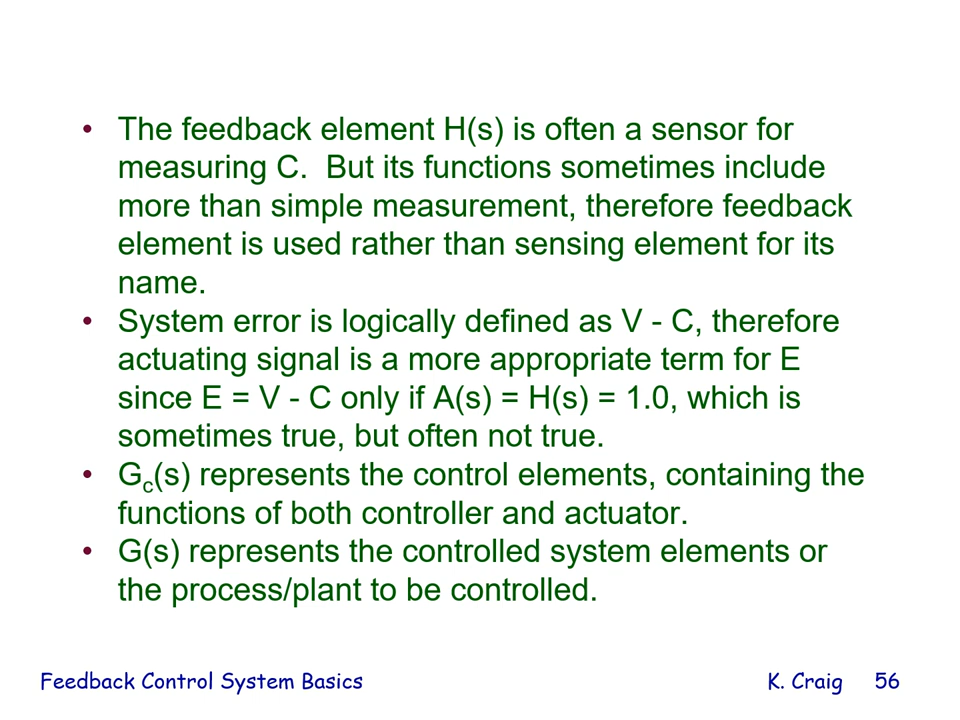 • The feedback element H(s) is often a sensor for
measuring C.  But its functions sometimes include
more than simple measurement, therefore feedback
element is used rather than sensing element for its
name.
• System error is logically defined as V - C, therefore
actuating signal is a more appropriate term for E
since E = V - C only if A(s) = H(s) = 1.0, which is
sometimes true, but often not true.
• Gc(s) represents the control elements, containing the
functions of both controller and actuator.
• G(s) represents the controlled system elements or
the process/plant to be controlled.
Feedback Control System Basics K. Craig 56